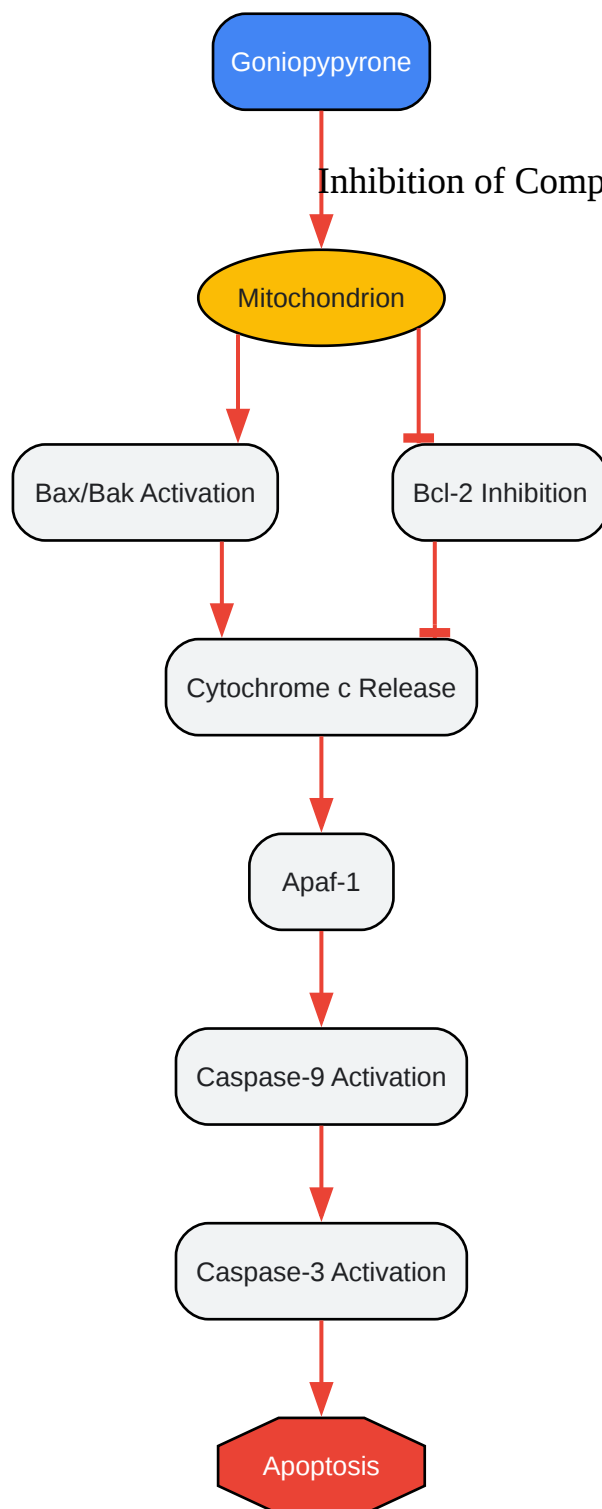 Goniopypyrone
Inhibition of Comp
Mitochondrion
Bax/Bak Activation
Bcl-2 Inhibition
Cytochrome c Release
Apaf-1
Caspase-9 Activation
Caspase-3 Activation
Apoptosis